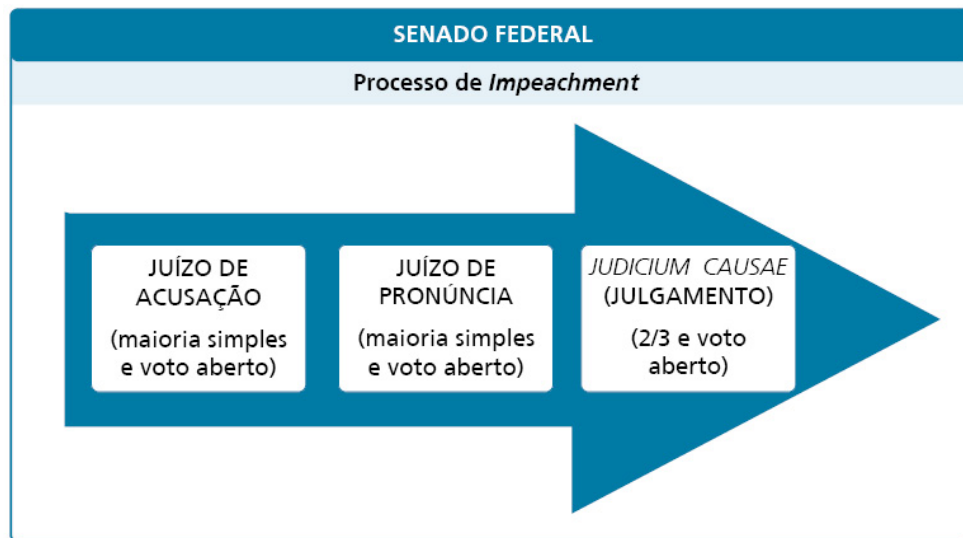 SENADO FEDERAL
Processo de Impeachment
JUÍZO DE
ACUSAÇÃO
(maioria simples
e voto aberto)
JUÍZO DE
PRONÚNCIA
(maioria simples
e voto aberto)
JUDICIUM CAUSAE
(JULGAMENTO)
(2/3 e voto
aberto)